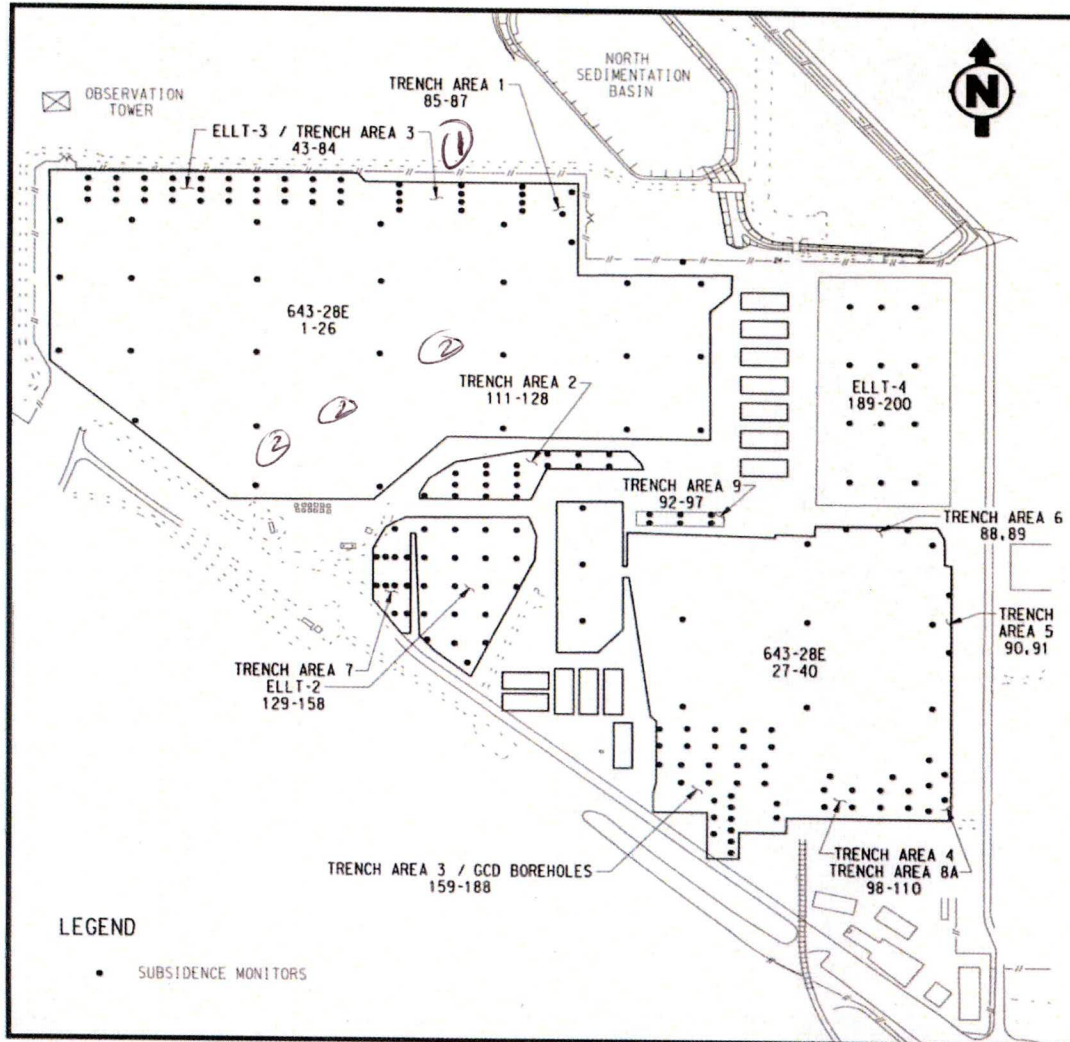 NORTH
SEDIMENTATION
BASIN
N
OBSERVATION
TOWER
TRENCH AREA 1
85-87
ELLT-3 / TRENCH AREA 3
43-84
1
643-28E
1-26
2
2
2
TRENCH AREA 2
111-128
ELLT-4
189-200
TRENCH AREA 9
92-97
TRENCH AREA 6
88,89
TRENCH
AREA 5
90,91
643-28E
27-40
TRENCH AREA 7
ELLT-2
129-158
TRENCH AREA 3 / GCD BOREHOLES
159-188
TRENCH AREA 4
TRENCH AREA 8A
98-110
LEGEND
SUBSIDENCE MONITORS